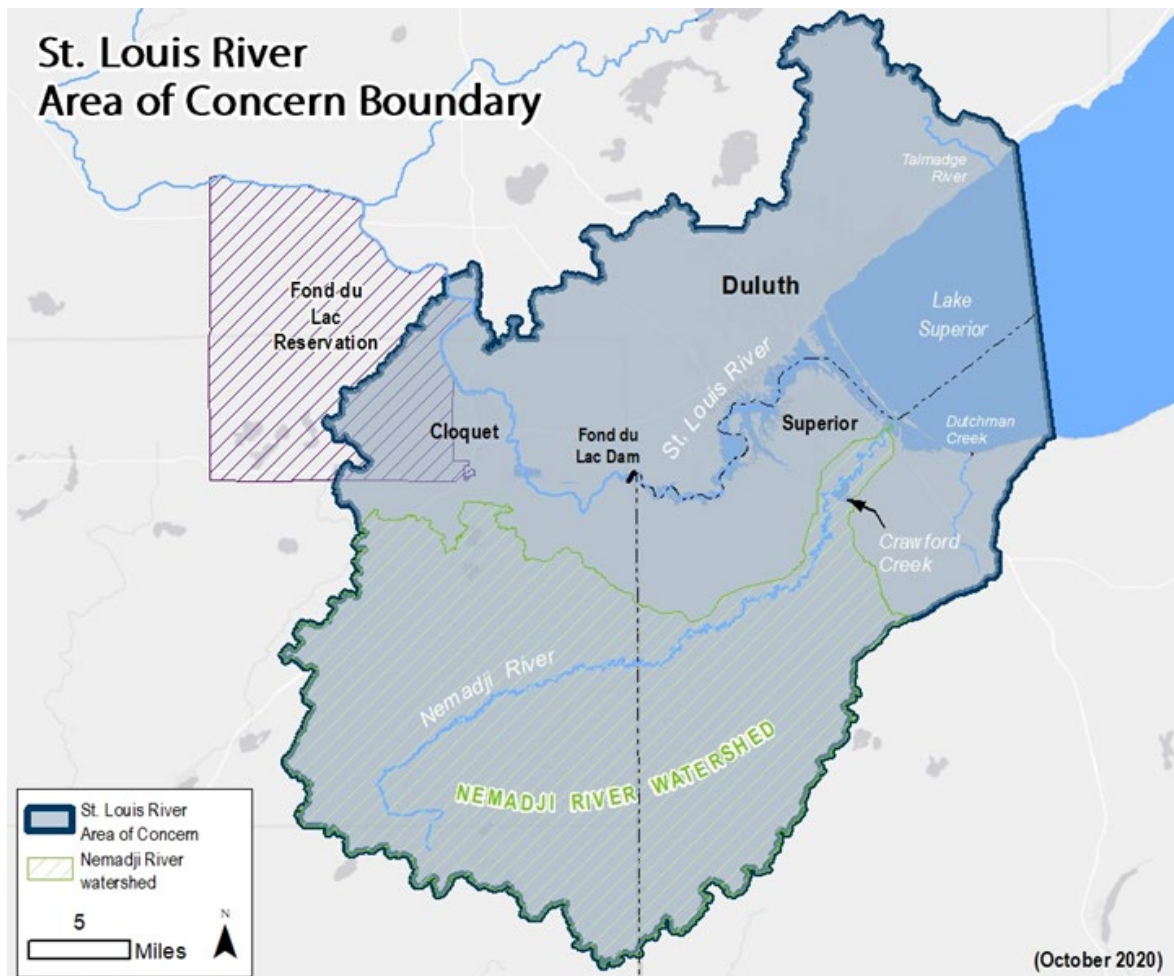 St. Louis River
Area of Concern Boundary
Talmadge
River
Fond du
Lac
Reservation
Duluth
Lake
Superior
St. Louis River
Cloquet
Fond du
Lac Dam
Superior
Dutchman
Creek
Crawford
Creek
Nemadji River
NEMADJI RIVER WATERSHED
St. Louis River
Area of Concern
Nemadji River
watershed
5
Miles
N
(October 2020)